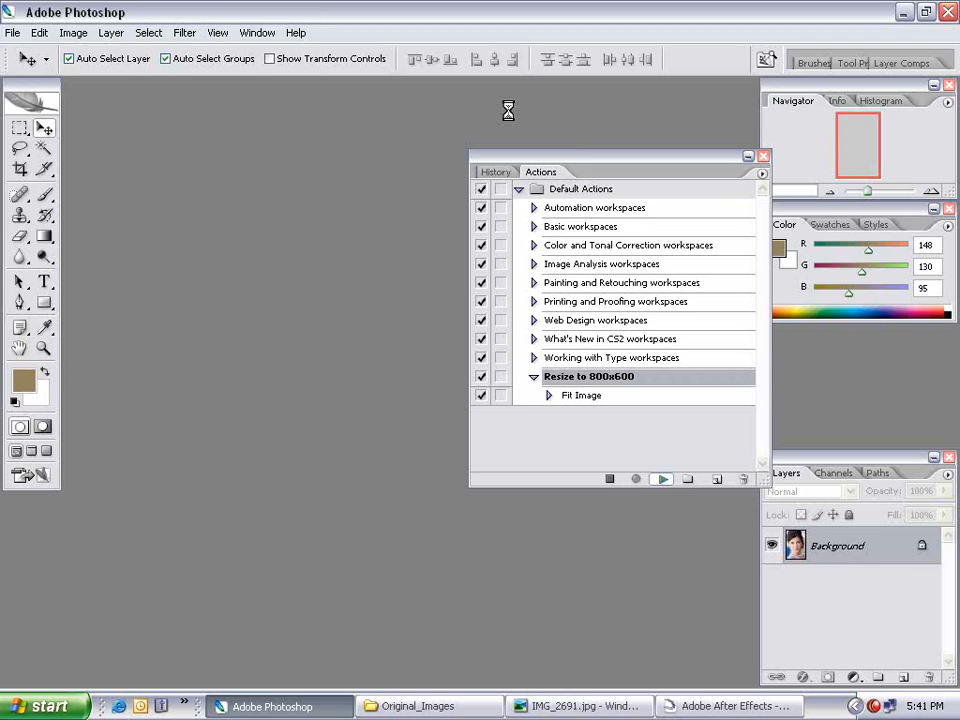 Adobe Photoshop
File Edit Image Layer Select Filter View Window Help
Auto Select Layer Auto Select Groups Show Transform Controls
Brushes Tool Pr Layer Comps
Navigator Info Histogram
History Actions
Default Actions
Automation workspaces
Basic workspaces
Color and Tonal Correction workspaces
Image Analysis workspaces
Painting and Retouching workspaces
Printing and Proofing workspaces
Web Design workspaces
What's New in CS2 workspaces
Working with Type workspaces
Resize to 800x600
Fit Image
Color Swatches Styles
R 148
G 130
B 95
Layers Channels Paths
Normal Opacity: 100%
Lock: Fill: 100%
Background
start Adobe Photoshop Original_Images IMG_2691.jpg - Wind... Adobe After Effects - ... 5:41 PM